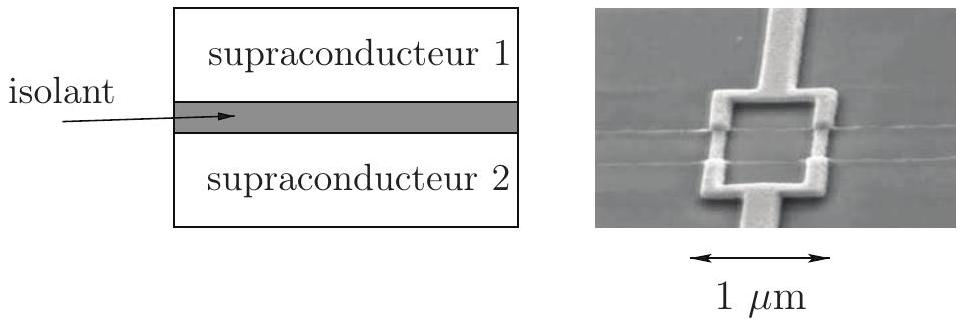 supraconducteur 1
isolant
supraconducteur 2
1 μm